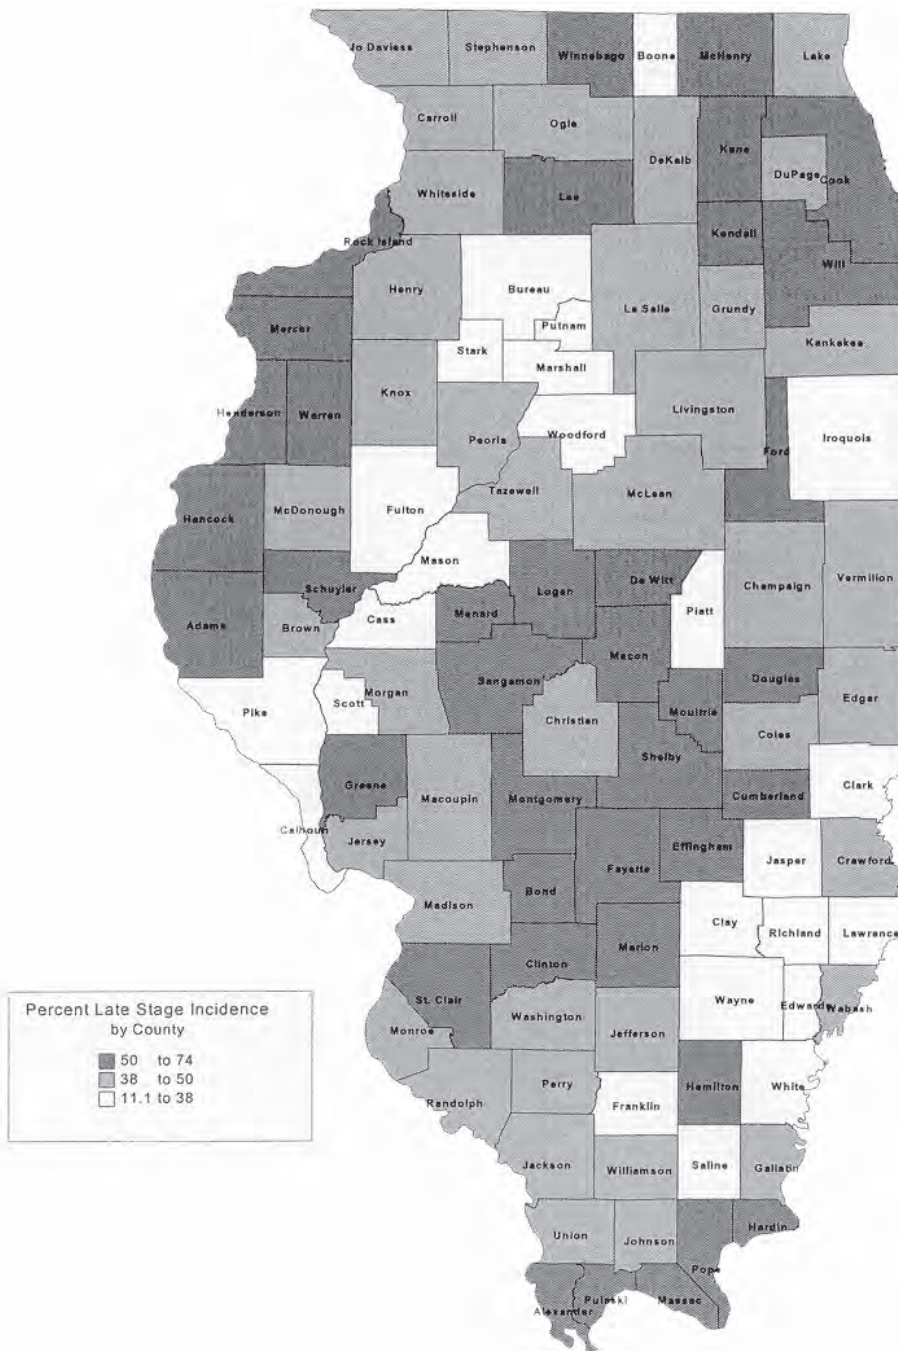 Jo Daviess
Stephenson
Winnebago
Boone
McHenry
Lake
Carroll
Ogle
DeKalb
Kane
DuPage
Cook
Whiteside
Lee
Kendall
Rock Island
Will
Henry
Bureau
La Salle
Grundy
Mercer
Putnam
Kankakee
Stark
Marshall
Knox
Henderson
Warren
Livingston
Peoria
Woodford
Iroquois
Ford
Tazewell
McLean
Hancock
McDonough
Fulton
Mason
Vermilion
Schuyler
De Witt
Champaign
Logan
Adams
Brown
Cass
Menard
Piatt
Macon
Sangamon
Douglas
Morgan
Scott
Pike
Moultrie
Edgar
Christian
Coles
Shelby
Greene
Macoupin
Montgomery
Cumberland
Clark
Calhoun
Jersey
Effingham
Jasper
Crawford
Fayette
Bond
Madison
Clay
Richland
Lawrence
Marion
Clinton
St. Clair
Wayne
Edwards
Wabash
Monroe
Washington
Jefferson
Perry
Hamilton
White
Randolph
Franklin
Jackson
Williamson
Saline
Gallatin
Union
Johnson
Hardin
Pope
Pulaski
Massac
Alexander
Percent Late Stage Incidence
by County
50 to 74
38 to 50
11.1 to 38